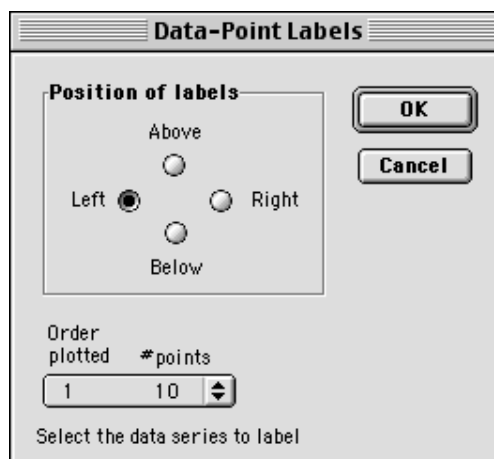 Data-Point Labels
Position of labels
Above
Left
Right
Below
OK
Cancel
Order
plotted #points
1 10
Select the data series to label